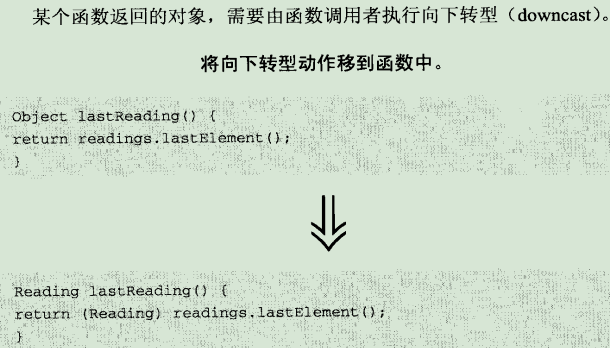 某个函数返回的对象，需要由函数调用者执行向下转型（downcast）。
将向下转型动作移到函数中。
Object lastReading() {
return readings.lastElement();
}
Reading lastReading() {
return (Reading) readings.lastElement();
}